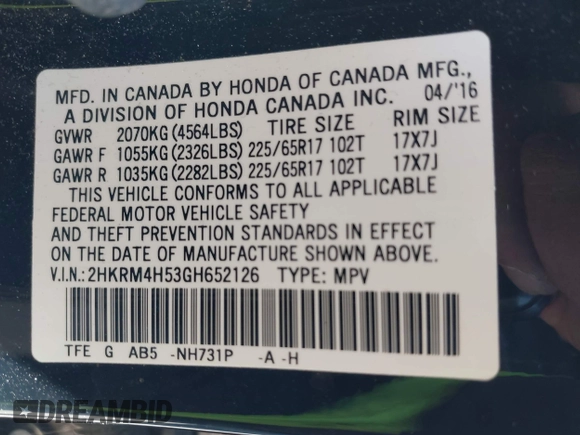 MFD. IN CANADA BY HONDA OF CANADA MFG.,
A DIVISION OF HONDA CANADA INC. 04/'16
GVWR 2070KG (4564LBS) TIRE SIZE RIM SIZE
GAWR F 1055KG (2326LBS) 225/65R17 102T 17X7J
GAWR R 1035KG (2282LBS) 225/65R17 102T 17X7J
THIS VEHICLE CONFORMS TO ALL APPLICABLE
FEDERAL MOTOR VEHICLE SAFETY
AND THEFT PREVENTION STANDARDS IN EFFECT
ON THE DATE OF MANUFACTURE SHOWN ABOVE.
V.I.N.: 2HKRM4H53GH652126 TYPE: MPV
TFE G AB5 -NH731P -A -H
DREAMBID